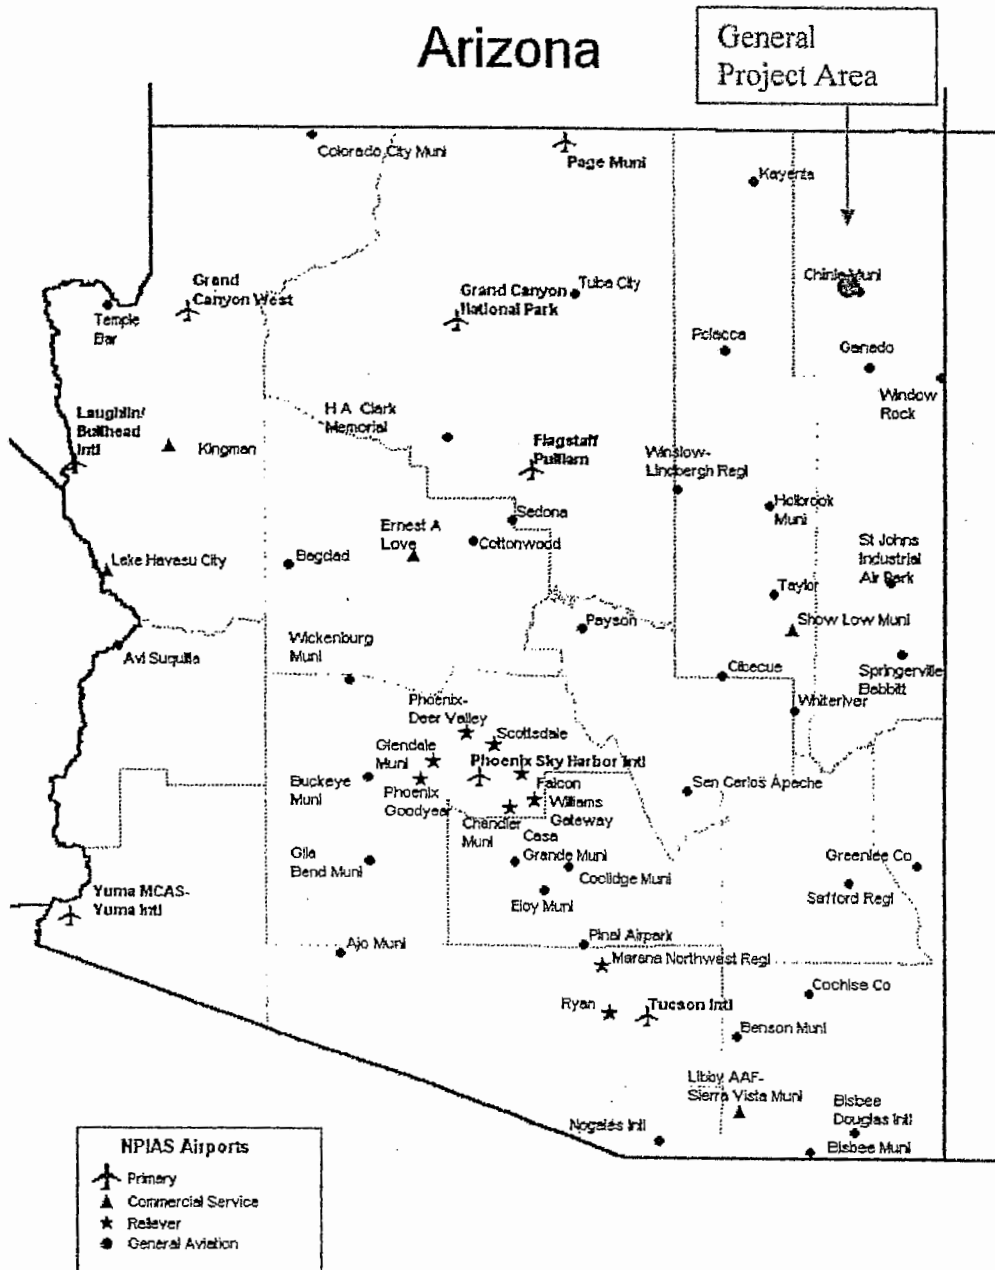 Arizona
General
Project Area
Colorado City Muni
Page Muni
Kayenta
Chinle Muni
Grand
Canyon West
Grand Canyon
National Park
Tuba City
Temple
Bar
Polacca
Ganado
Window
Rock
Laughlin/
Bullhead
Intl
Kingman
H A Clark
Memorial
Flagstaff
Pulliam
Winslow-
Lindbergh Regl
Holbrook
Muni
Sedona
Ernest A
Love
Cottonwood
Bagdad
Lake Havasu City
St Johns
Industrial
Air Park
Taylor
Show Low Muni
Payson
Wickenburg
Muni
Avi Suquilla
Cibecue
Springerville
Babbitt
Whiteriver
Phoenix-
Deer Valley
Scottsdale
Glendale
Muni
Phoenix Sky Harbor Intl
Buckeye
Muni
Phoenix
Goodyear
Falcon
Williams
Gateway
San Carlos Apache
Chandler
Muni
Casa
Grande Muni
Gila
Bend Muni
Coolidge Muni
Greenlee Co
Safford Regl
Eloy Muni
Yuma MCAS-
Yuma Intl
Ajo Muni
Pinal Airpark
Marana Northwest Regl
Cochise Co
Ryan
Tucson Intl
Benson Muni
Libby AAF-
Sierra Vista Muni
Bisbee
Douglas Intl
Nogales Intl
Bisbee Muni
NPIAS Airports
Primary
Commercial Service
Reliever
General Aviation